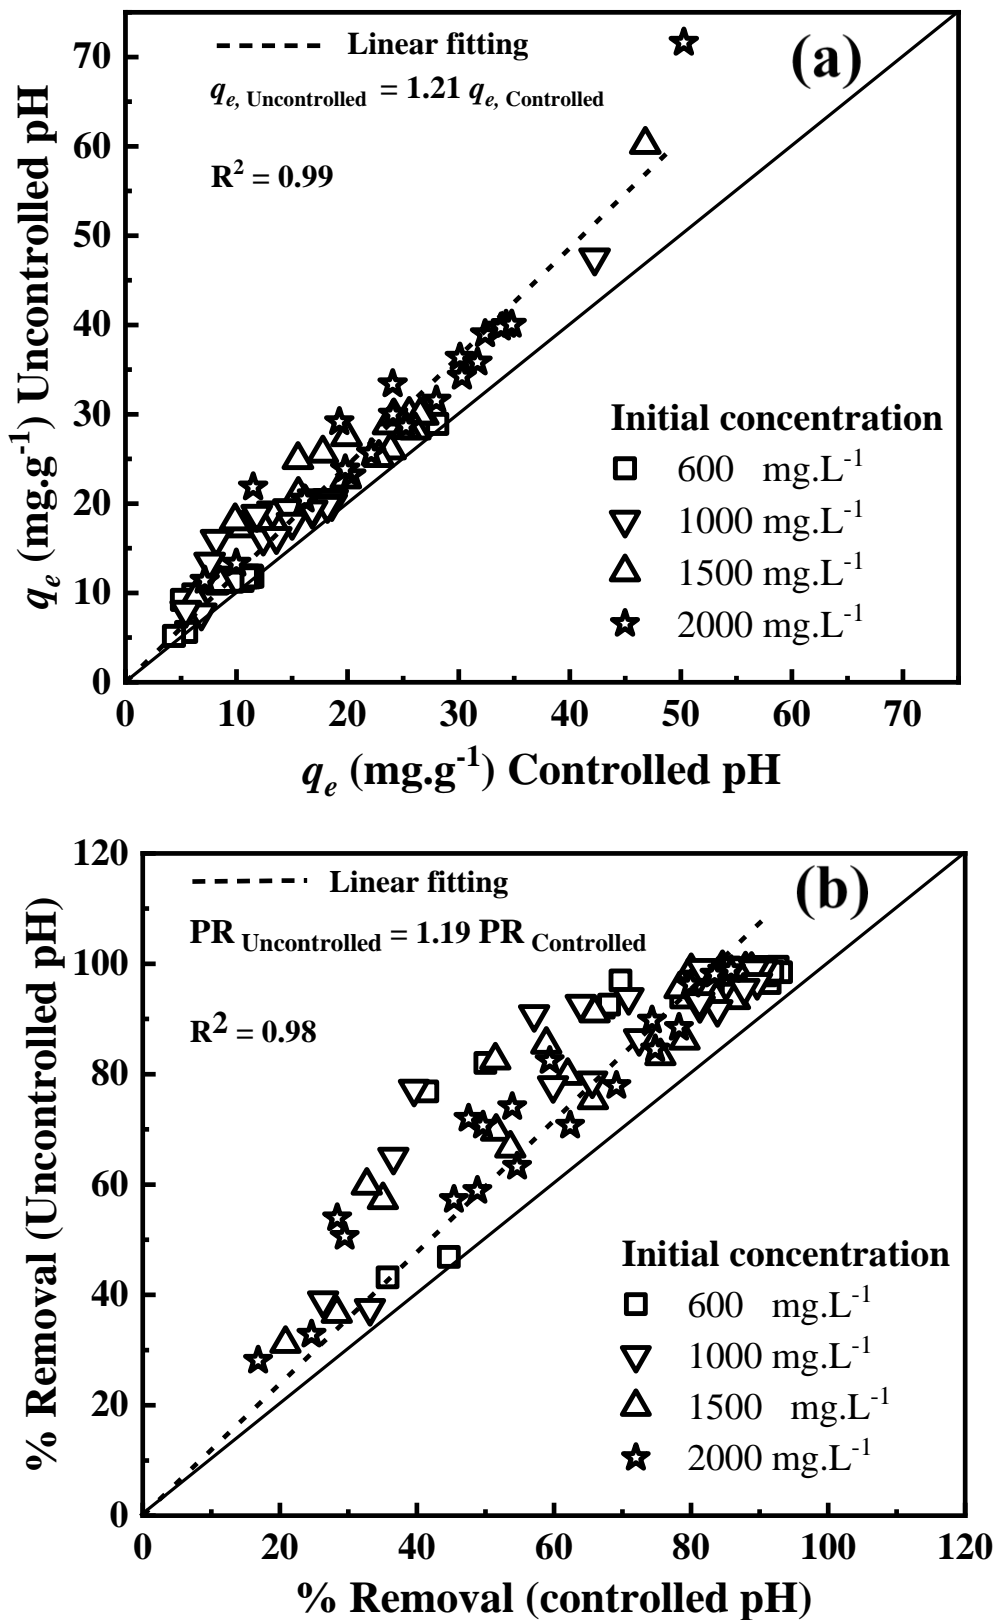 (a)
Linear fitting
qe, Uncontrolled = 1.21 qe, Controlled
R² = 0.99
Initial concentration
600 mg.L⁻¹
1000 mg.L⁻¹
1500 mg.L⁻¹
2000 mg.L⁻¹
70
60
50
40
30
20
10
0
qe (mg.g⁻¹) Uncontrolled pH
0 10 20 30 40 50 60 70
qe (mg.g⁻¹) Controlled pH
(b)
Linear fitting
PR Uncontrolled = 1.19 PR Controlled
R² = 0.98
Initial concentration
600 mg.L⁻¹
1000 mg.L⁻¹
1500 mg.L⁻¹
2000 mg.L⁻¹
120
100
80
60
40
20
0
% Removal (Uncontrolled pH)
0 20 40 60 80 100 120
% Removal (controlled pH)